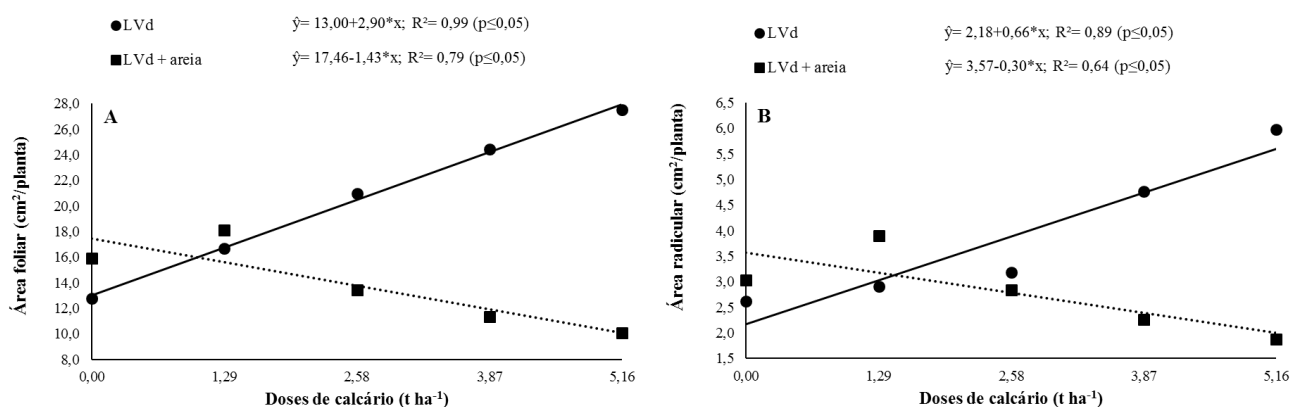 LVd ŷ= 13,00+2,90*x; R²= 0,99 (p≤0,05)
LVd + areia ŷ= 17,46-1,43*x; R²= 0,79 (p≤0,05)
A
Área foliar (cm²/planta)
28,0
26,0
24,0
22,0
20,0
18,0
16,0
14,0
12,0
10,0
8,0
0,00 1,29 2,58 3,87 5,16
Doses de calcário (t ha⁻¹)
LVd ŷ= 2,18+0,66*x; R²= 0,89 (p≤0,05)
LVd + areia ŷ= 3,57-0,30*x; R²= 0,64 (p≤0,05)
B
Área radicular (cm²/planta)
6,5
6,0
5,5
5,0
4,5
4,0
3,5
3,0
2,5
2,0
1,5
0,00 1,29 2,58 3,87 5,16
Doses de calcário (t ha⁻¹)